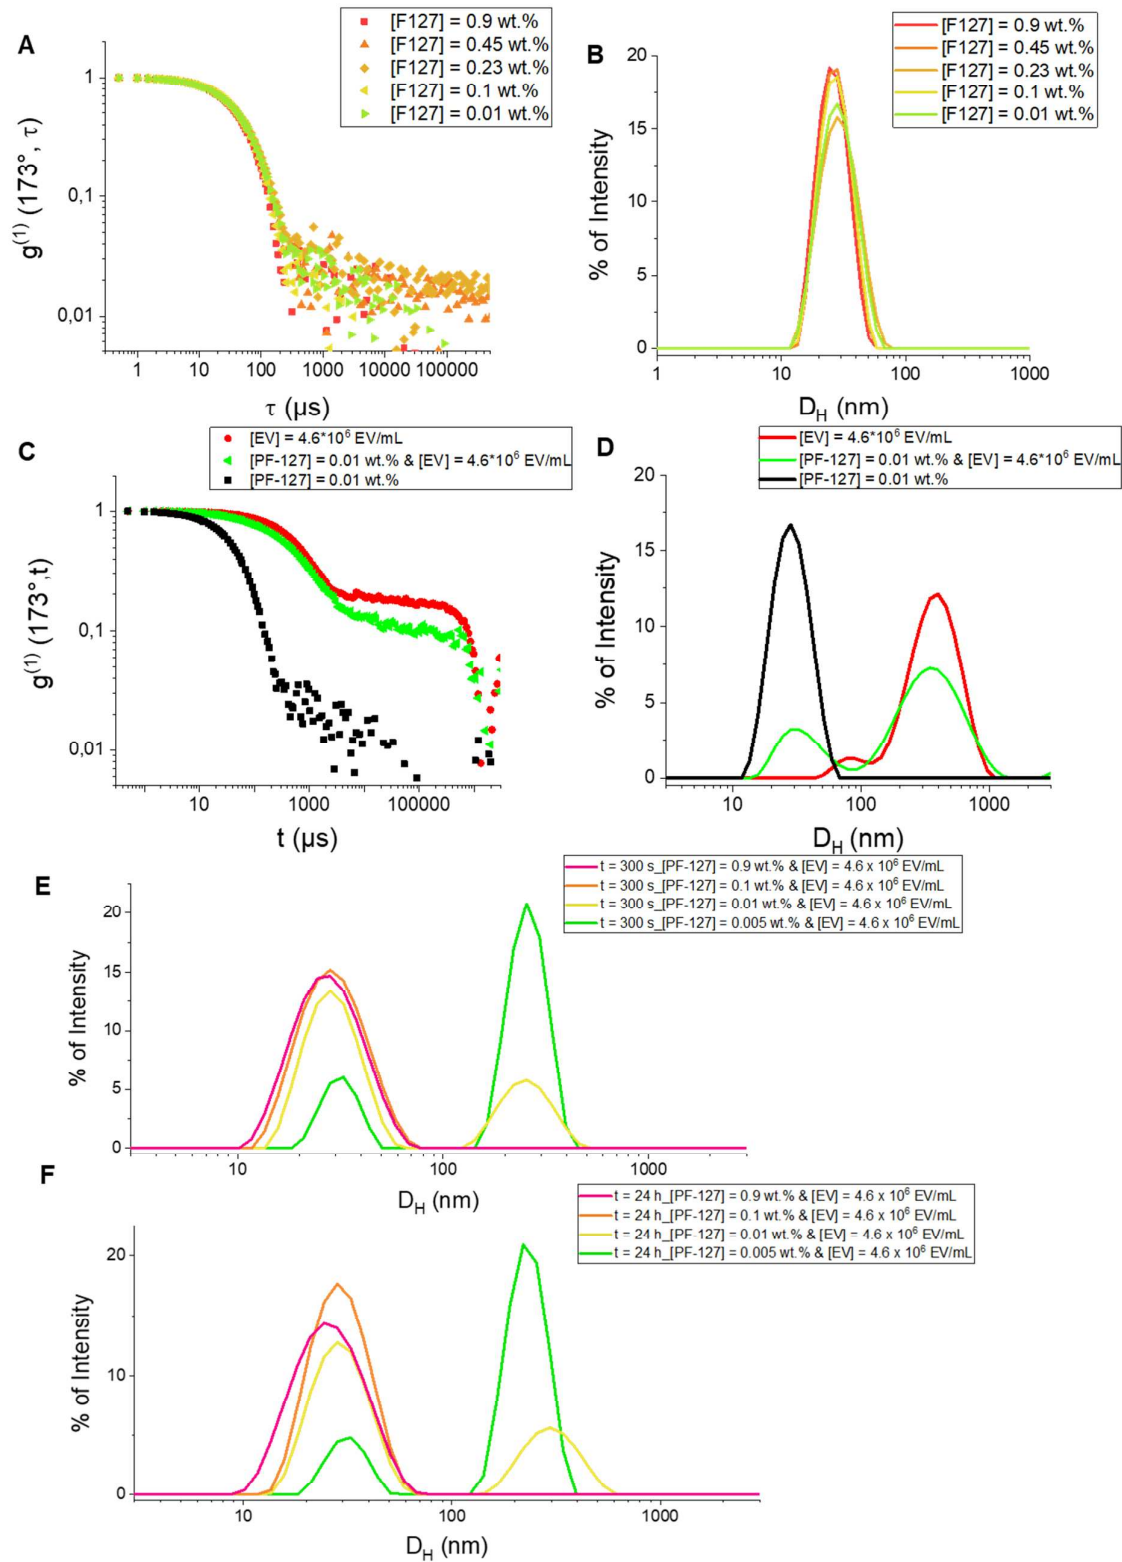 A
[F127] = 0.9 wt.%
[F127] = 0.45 wt.%
[F127] = 0.23 wt.%
[F127] = 0.1 wt.%
[F127] = 0.01 wt.%
1
0,1
0,01
g⁽¹⁾ (173°, τ)
1 10 100 1000 10000 100000
τ (µs)
B
[F127] = 0.9 wt.%
[F127] = 0.45 wt.%
[F127] = 0.23 wt.%
[F127] = 0.1 wt.%
[F127] = 0.01 wt.%
20
15
10
5
0
% of Intensity
1 10 100 1000
D_H (nm)
C
[EV] = 4.6*10⁶ EV/mL
[PF-127] = 0.01 wt.% & [EV] = 4.6*10⁶ EV/mL
[PF-127] = 0.01 wt.%
1
0,1
0,01
g⁽¹⁾ (173°,t)
10 1000 100000
t (µs)
D
[EV] = 4.6*10⁶ EV/mL
[PF-127] = 0.01 wt.% & [EV] = 4.6*10⁶ EV/mL
[PF-127] = 0.01 wt.%
20
15
10
5
0
% of Intensity
10 100 1000
D_H (nm)
E
t = 300 s_[PF-127] = 0.9 wt.% & [EV] = 4.6 x 10⁶ EV/mL
t = 300 s_[PF-127] = 0.1 wt.% & [EV] = 4.6 x 10⁶ EV/mL
t = 300 s_[PF-127] = 0.01 wt.% & [EV] = 4.6 x 10⁶ EV/mL
t = 300 s_[PF-127] = 0.005 wt.% & [EV] = 4.6 x 10⁶ EV/mL
20
15
10
5
0
% of Intensity
10 100 1000
D_H (nm)
F
t = 24 h_[PF-127] = 0.9 wt.% & [EV] = 4.6 x 10⁶ EV/mL
t = 24 h_[PF-127] = 0.1 wt.% & [EV] = 4.6 x 10⁶ EV/mL
t = 24 h_[PF-127] = 0.01 wt.% & [EV] = 4.6 x 10⁶ EV/mL
t = 24 h_[PF-127] = 0.005 wt.% & [EV] = 4.6 x 10⁶ EV/mL
20
10
0
% of Intensity
10 100 1000
D_H (nm)